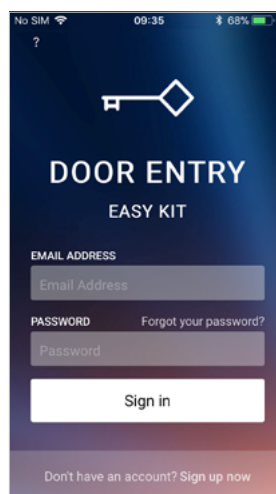 No SIM 09:35 68%
?
DOOR ENTRY
EASY KIT
EMAIL ADDRESS
Email Address
PASSWORD Forgot your password?
Password
Sign in
Don't have an account? Sign up now